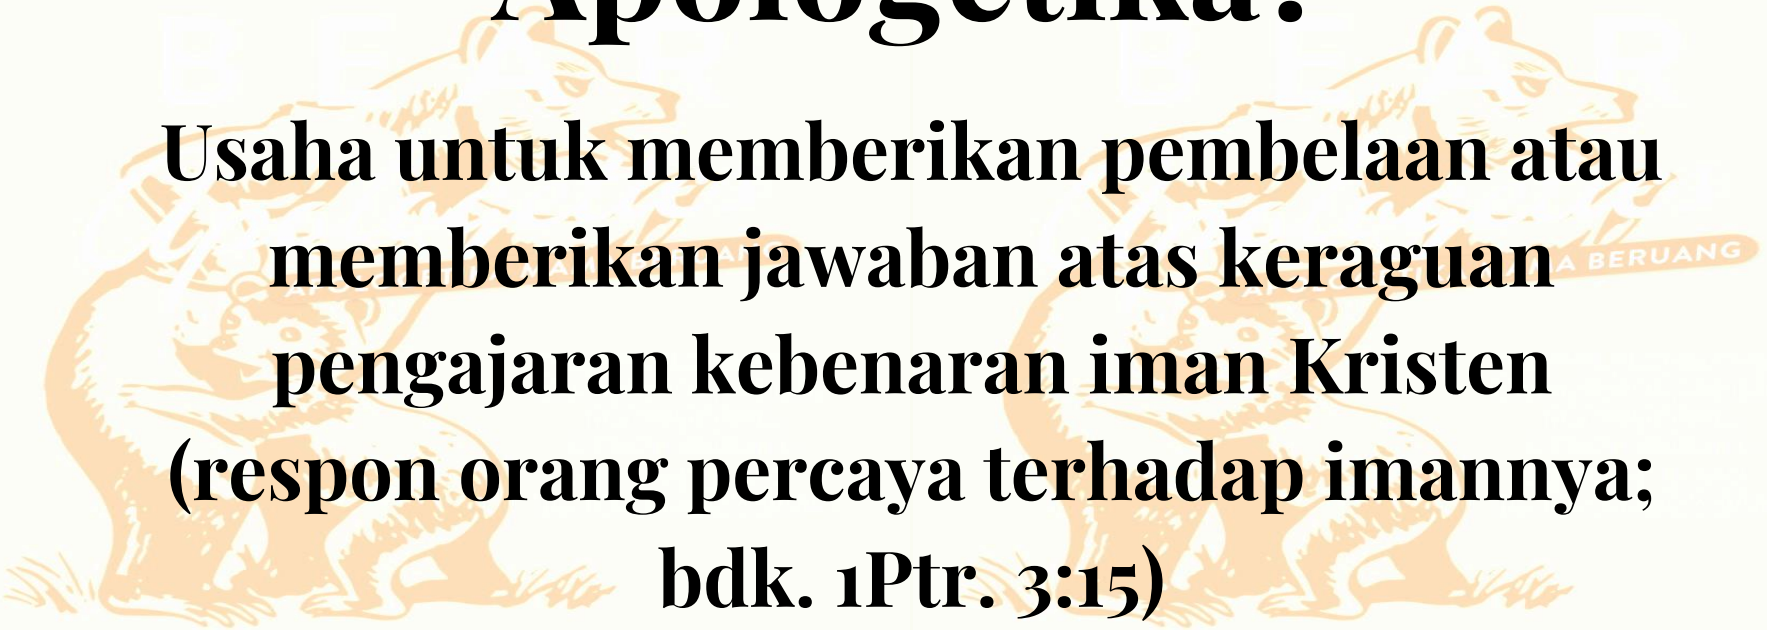 Apologetika?
Usaha untuk memberikan pembelaan atau
memberikan jawaban atas keraguan
A BERUANG
pengajaran kebenaran iman Kristen
(respon orang percaya terhadap imannya;
bdk. 1Ptr. 3:15)